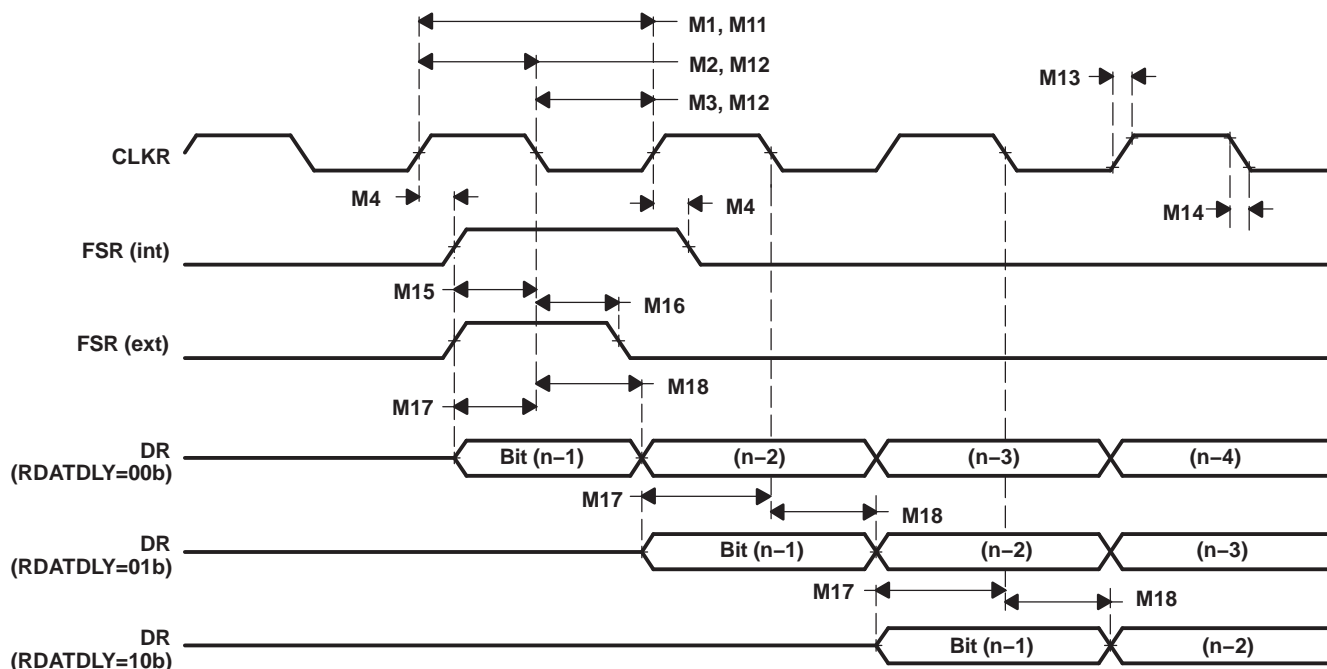 M1, M11
M2, M12
M13
M3, M12
CLKR
M4
M4
M14
FSR (int)
M15
M16
FSR (ext)
M18
M17
DR
(RDATDLY=00b)
Bit (n−1)
(n−2)
(n−3)
(n−4)
M17
M18
DR
(RDATDLY=01b)
Bit (n−1)
(n−2)
(n−3)
M17
M18
DR
(RDATDLY=10b)
Bit (n−1)
(n−2)